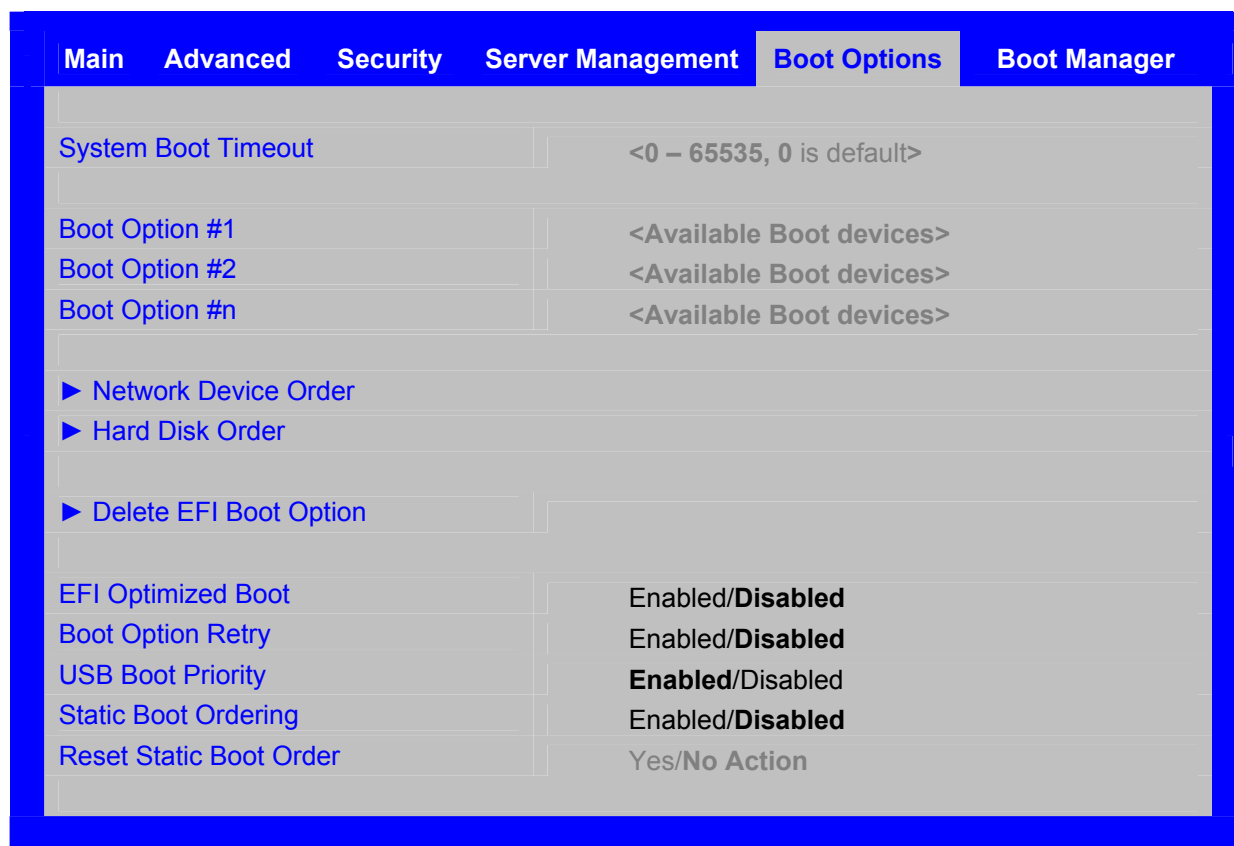 Main Advanced Security Server Management Boot Options Boot Manager
System Boot Timeout <0 – 65535, 0 is default>
Boot Option #1 <Available Boot devices>
Boot Option #2 <Available Boot devices>
Boot Option #n <Available Boot devices>
► Network Device Order
► Hard Disk Order
► Delete EFI Boot Option
EFI Optimized Boot Enabled/Disabled
Boot Option Retry Enabled/Disabled
USB Boot Priority Enabled/Disabled
Static Boot Ordering Enabled/Disabled
Reset Static Boot Order Yes/No Action